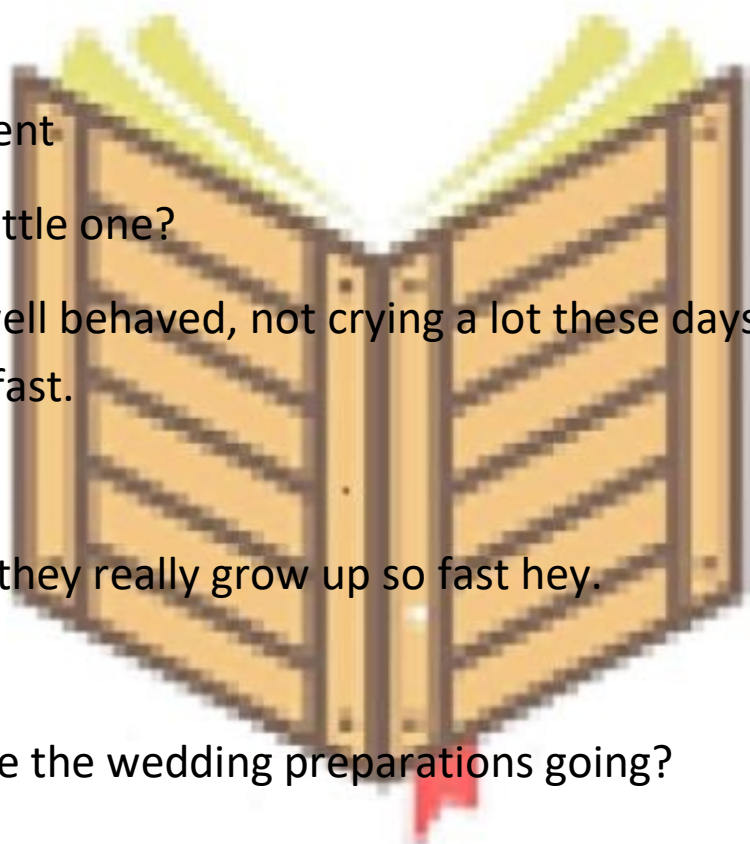 ent
ttle one?
ell behaved, not crying a lot these days
fast.
they really grow up so fast hey.
e the wedding preparations going?